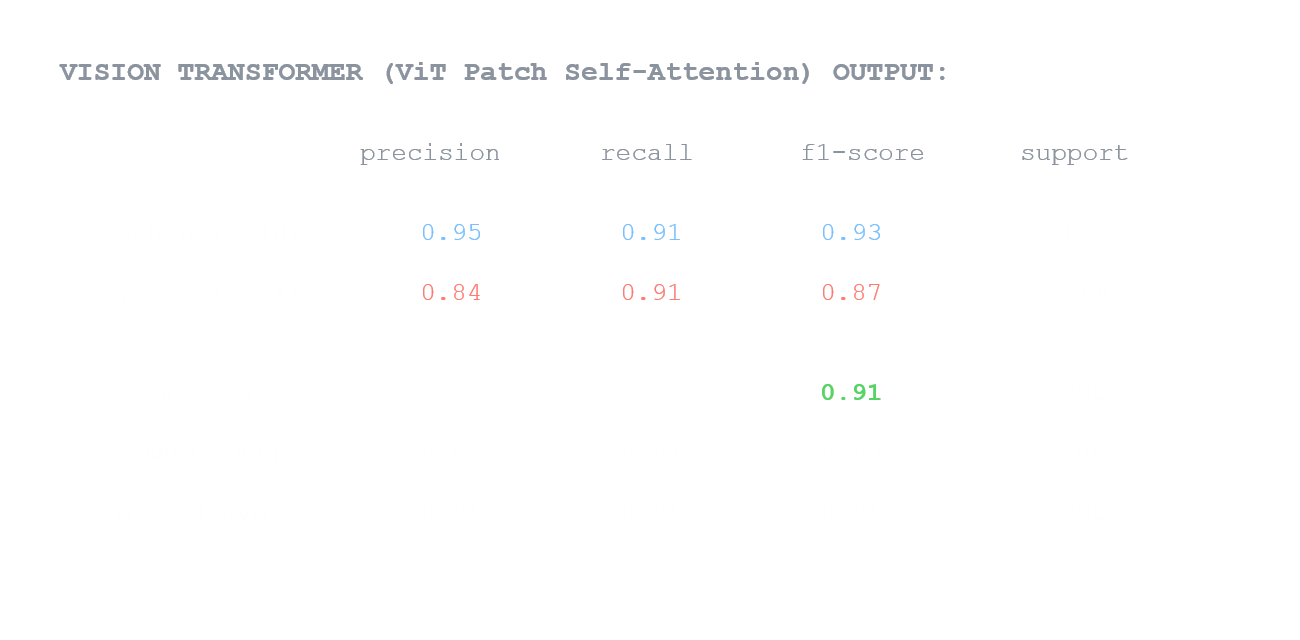 VISION TRANSFORMER (ViT Patch Self-Attention) OUTPUT:
precision recall f1-score support
0.95 0.91 0.93
0.84 0.91 0.87
0.91